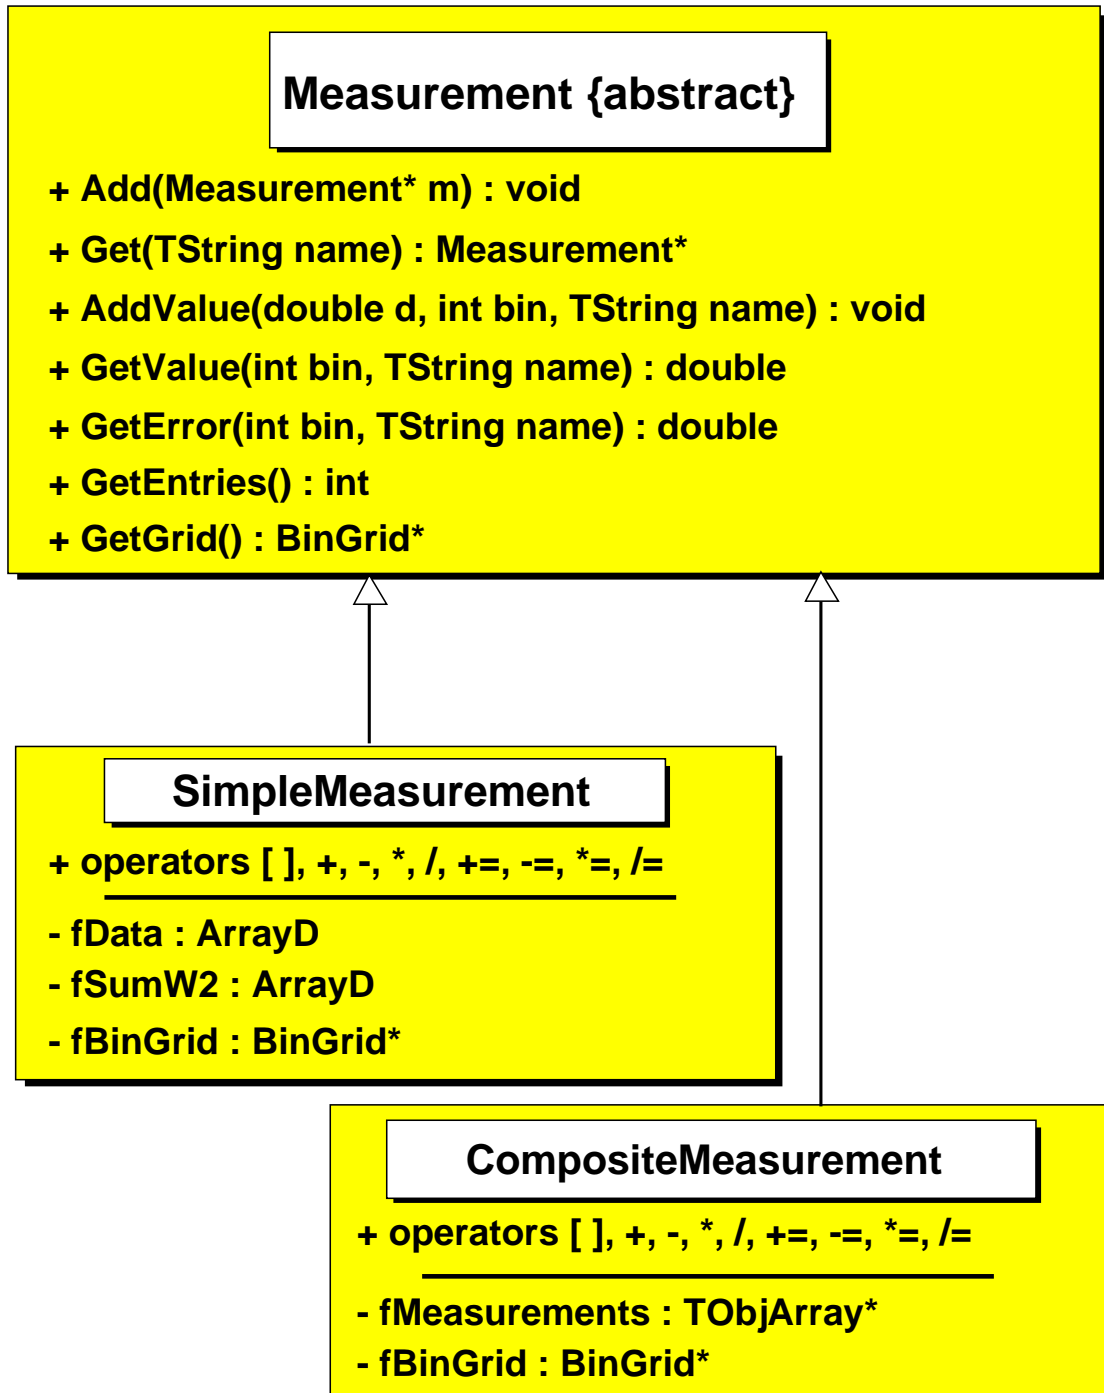 Measurement {abstract}
+ Add(Measurement* m) : void
+ Get(TString name) : Measurement*
+ AddValue(double d, int bin, TString name) : void
+ GetValue(int bin, TString name) : double
+ GetError(int bin, TString name) : double
+ GetEntries() : int
+ GetGrid() : BinGrid*
SimpleMeasurement
+ operators [ ], +, -, *, /, +=, -=, *=, /=
- fData : ArrayD
- fSumW2 : ArrayD
- fBinGrid : BinGrid*
CompositeMeasurement
+ operators [ ], +, -, *, /, +=, -=, *=, /=
- fMeasurements : TObjArray*
- fBinGrid : BinGrid*